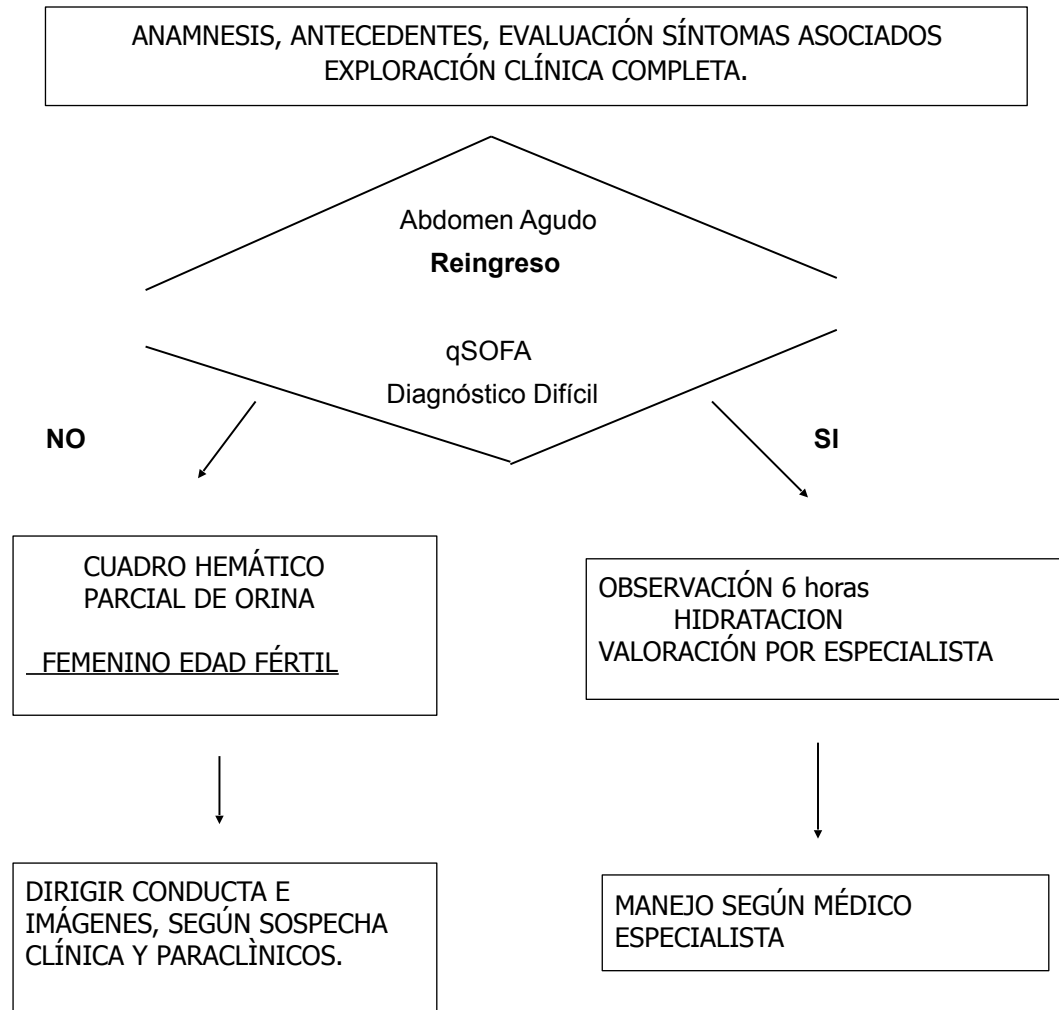 ANAMNESIS, ANTECEDENTES, EVALUACIÓN SÍNTOMAS ASOCIADOS
EXPLORACIÓN CLÍNICA COMPLETA.
Abdomen Agudo
Reingreso
qSOFA
Diagnóstico Difícil
NO
SI
CUADRO HEMÁTICO
PARCIAL DE ORINA
FEMENINO EDAD FÉRTIL
OBSERVACIÓN 6 horas
HIDRATACION
VALORACIÓN POR ESPECIALISTA
DIRIGIR CONDUCTA E
IMÁGENES, SEGÚN SOSPECHA
CLÍNICA Y PARACLÌNICOS.
MANEJO SEGÚN MÉDICO
ESPECIALISTA